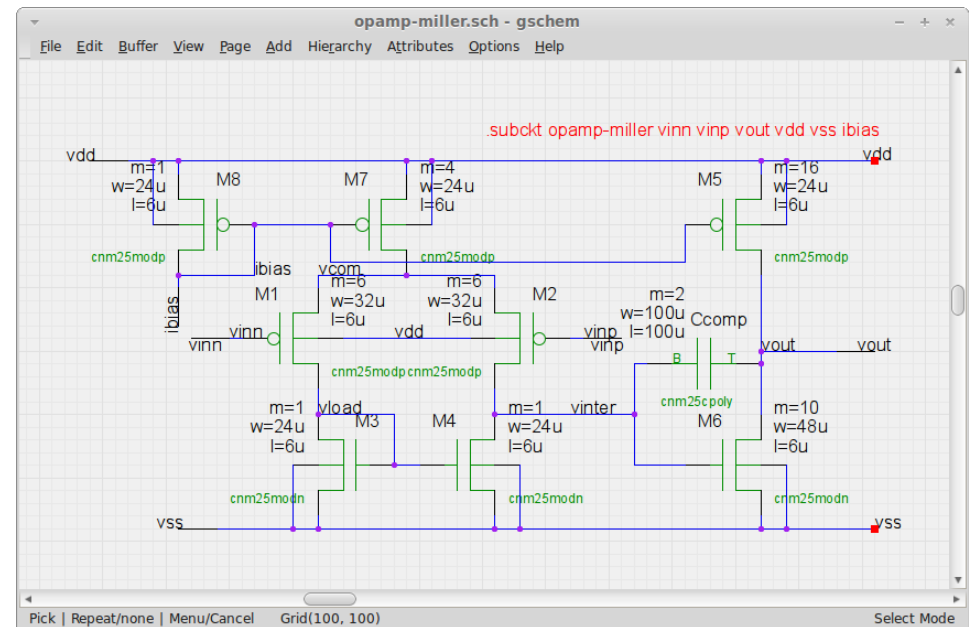 opamp-miller.sch - gschem
File Edit Buffer View Page Add Hierarchy Attributes Options Help
.subckt opamp-miller vinn vinp vout vdd vss ibias
vdd
vdd
m=1
w=24u
l=6u
M8
cnm25modp
M7
m=4
w=24u
l=6u
cnm25modp
M5
m=16
w=24u
l=6u
cnm25modp
ibias
ibias
vcom
M1
m=6
w=32u
l=6u
vinn
vinn
cnm25modp
vdd
m=6
w=32u
l=6u
M2
cnm25modp
vinp
vinp
m=2
w=100u
l=100u
Ccomp
B
T
cnm25cpoly
vout
vout
m=1
w=24u
l=6u
vload
M3
cnm25modn
M4
m=1
w=24u
l=6u
cnm25modn
vinter
M6
m=10
w=48u
l=6u
cnm25modn
vss
vss
Pick | Repeat/none | Menu/Cancel Grid(100, 100) Select Mode